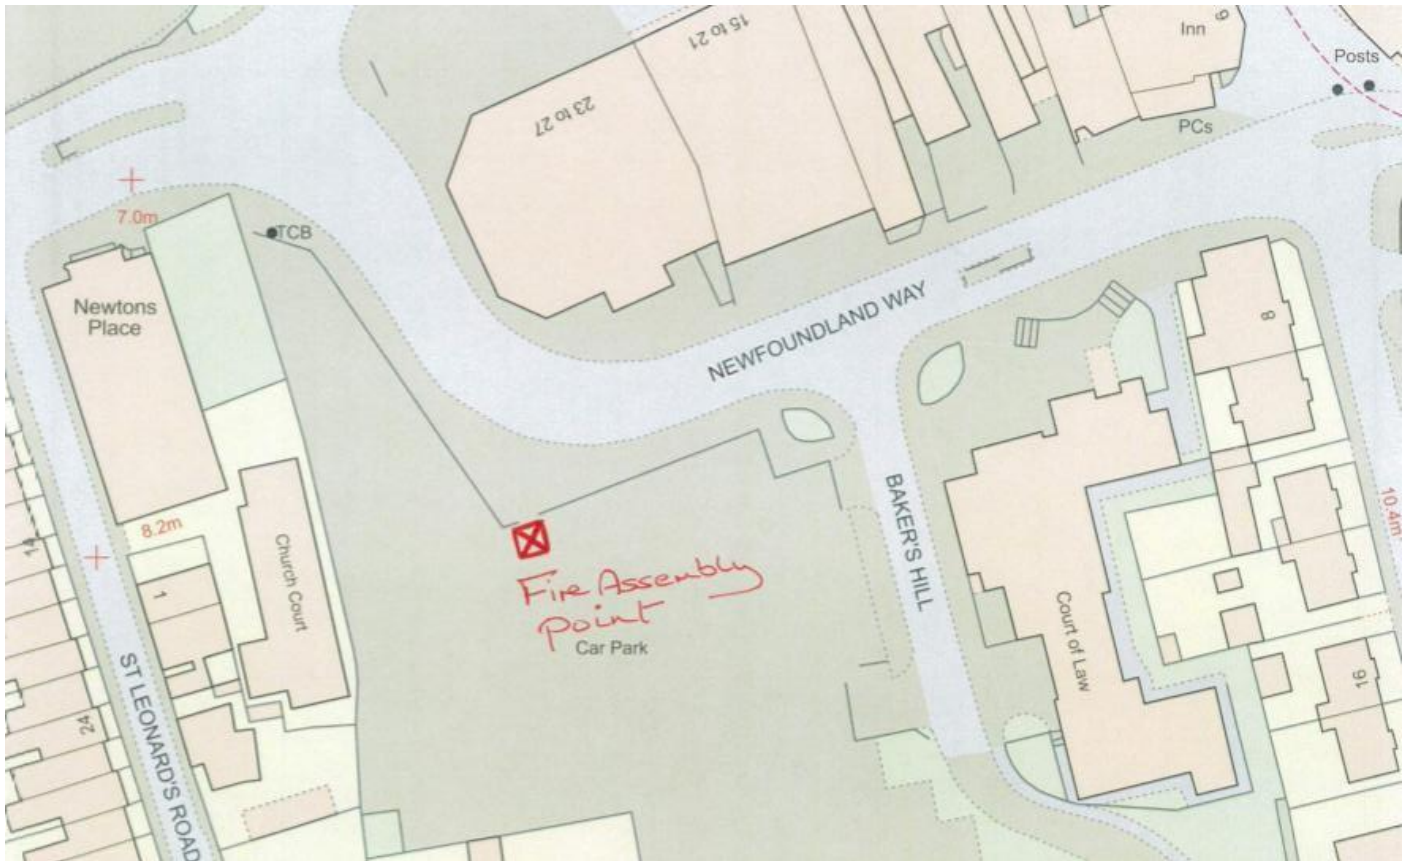 15 to 21
Inn
9
Posts
23 to 27
PCs
7.0m
TCB
Newtons
Place
NEWFOUNDLAND WAY
8
8.2m
14
1
Church Court
BAKER'S HILL
10.4m
Fire Assembly
point
Car Park
Court of Law
ST LEONARD'S ROAD
24
16